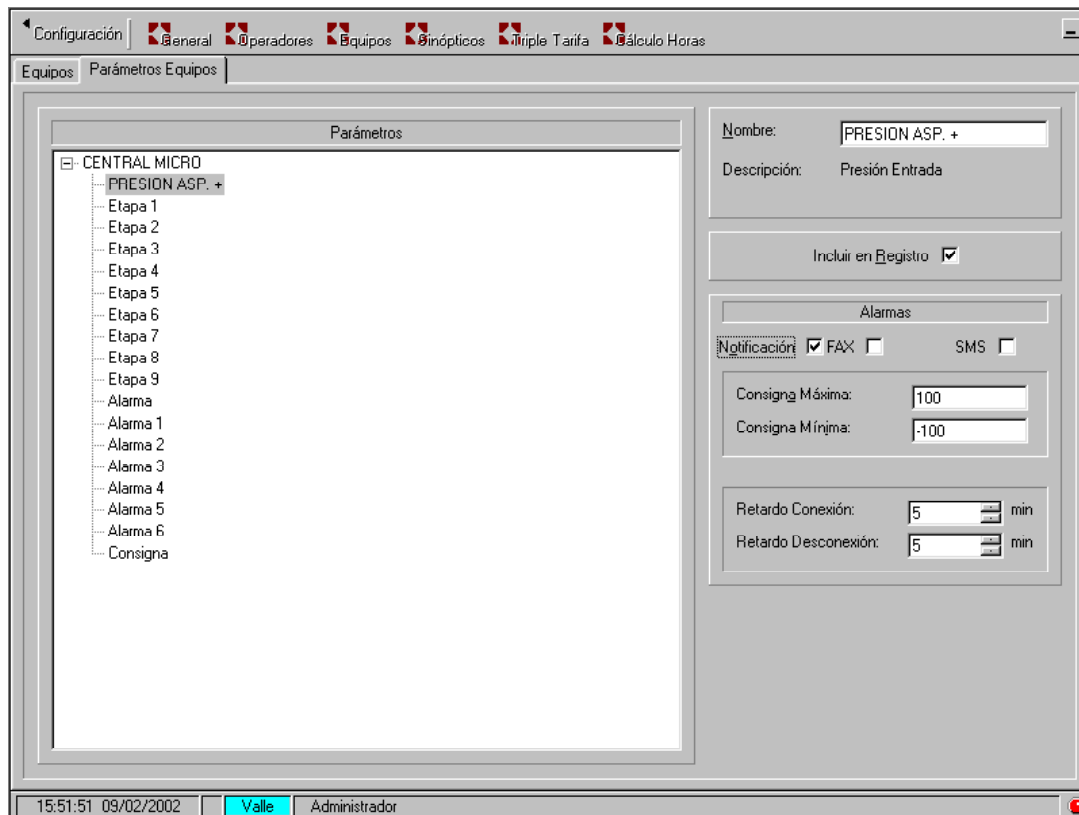 Configuración General Operadores Equipos Sinópticos Triple Tarifa Cálculo Horas
Equipos Parámetros Equipos
Parámetros
CENTRAL MICRO
PRESION ASP. +
Etapa 1
Etapa 2
Etapa 3
Etapa 4
Etapa 5
Etapa 6
Etapa 7
Etapa 8
Etapa 9
Alarma
Alarma 1
Alarma 2
Alarma 3
Alarma 4
Alarma 5
Alarma 6
Consigna
Nombre: PRESION ASP. +
Descripción: Presión Entrada
Incluir en Registro
Alarmas
Notificación FAX SMS
Consigna Máxima: 100
Consigna Mínima: -100
Retardo Conexión: 5 min
Retardo Desconexión: 5 min
15:51:51 09/02/2002 Valle Administrador